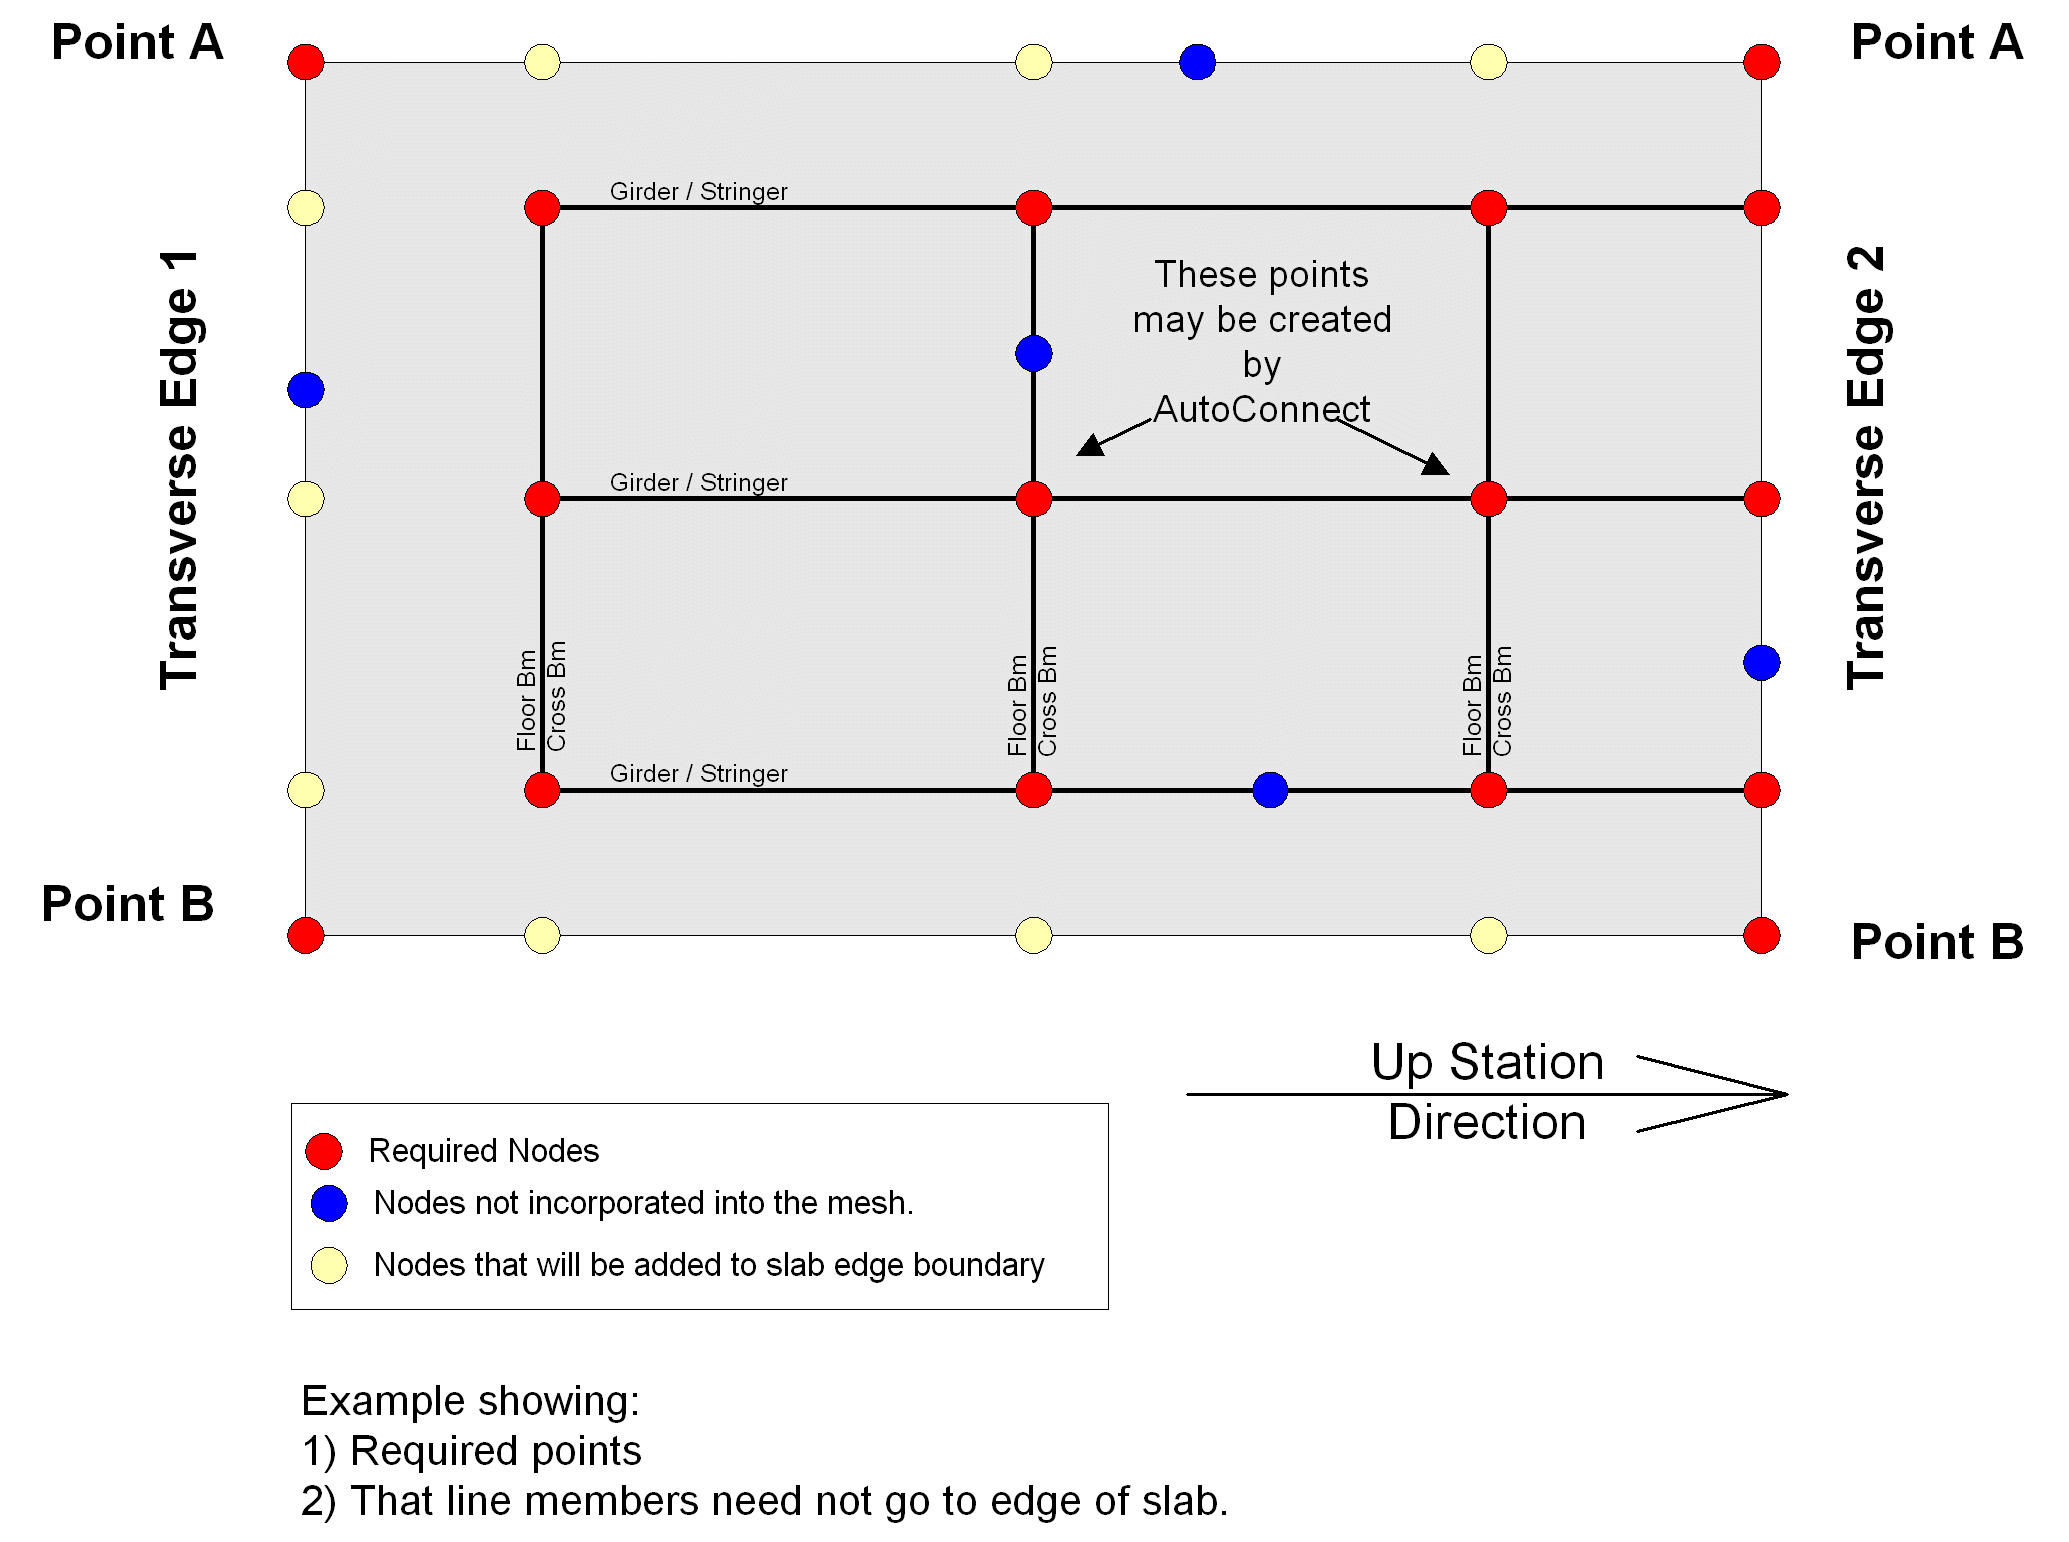 Point A
Point A
Girder / Stringer
These points
may be created
by
AutoConnect
Transverse Edge 1
Transverse Edge 2
Girder / Stringer
Floor Bm
Cross Bm
Floor Bm
Cross Bm
Floor Bm
Cross Bm
Girder / Stringer
Point B
Point B
Up Station
Direction
Required Nodes
Nodes not incorporated into the mesh.
Nodes that will be added to slab edge boundary
Example showing:
1) Required points
2) That line members need not go to edge of slab.